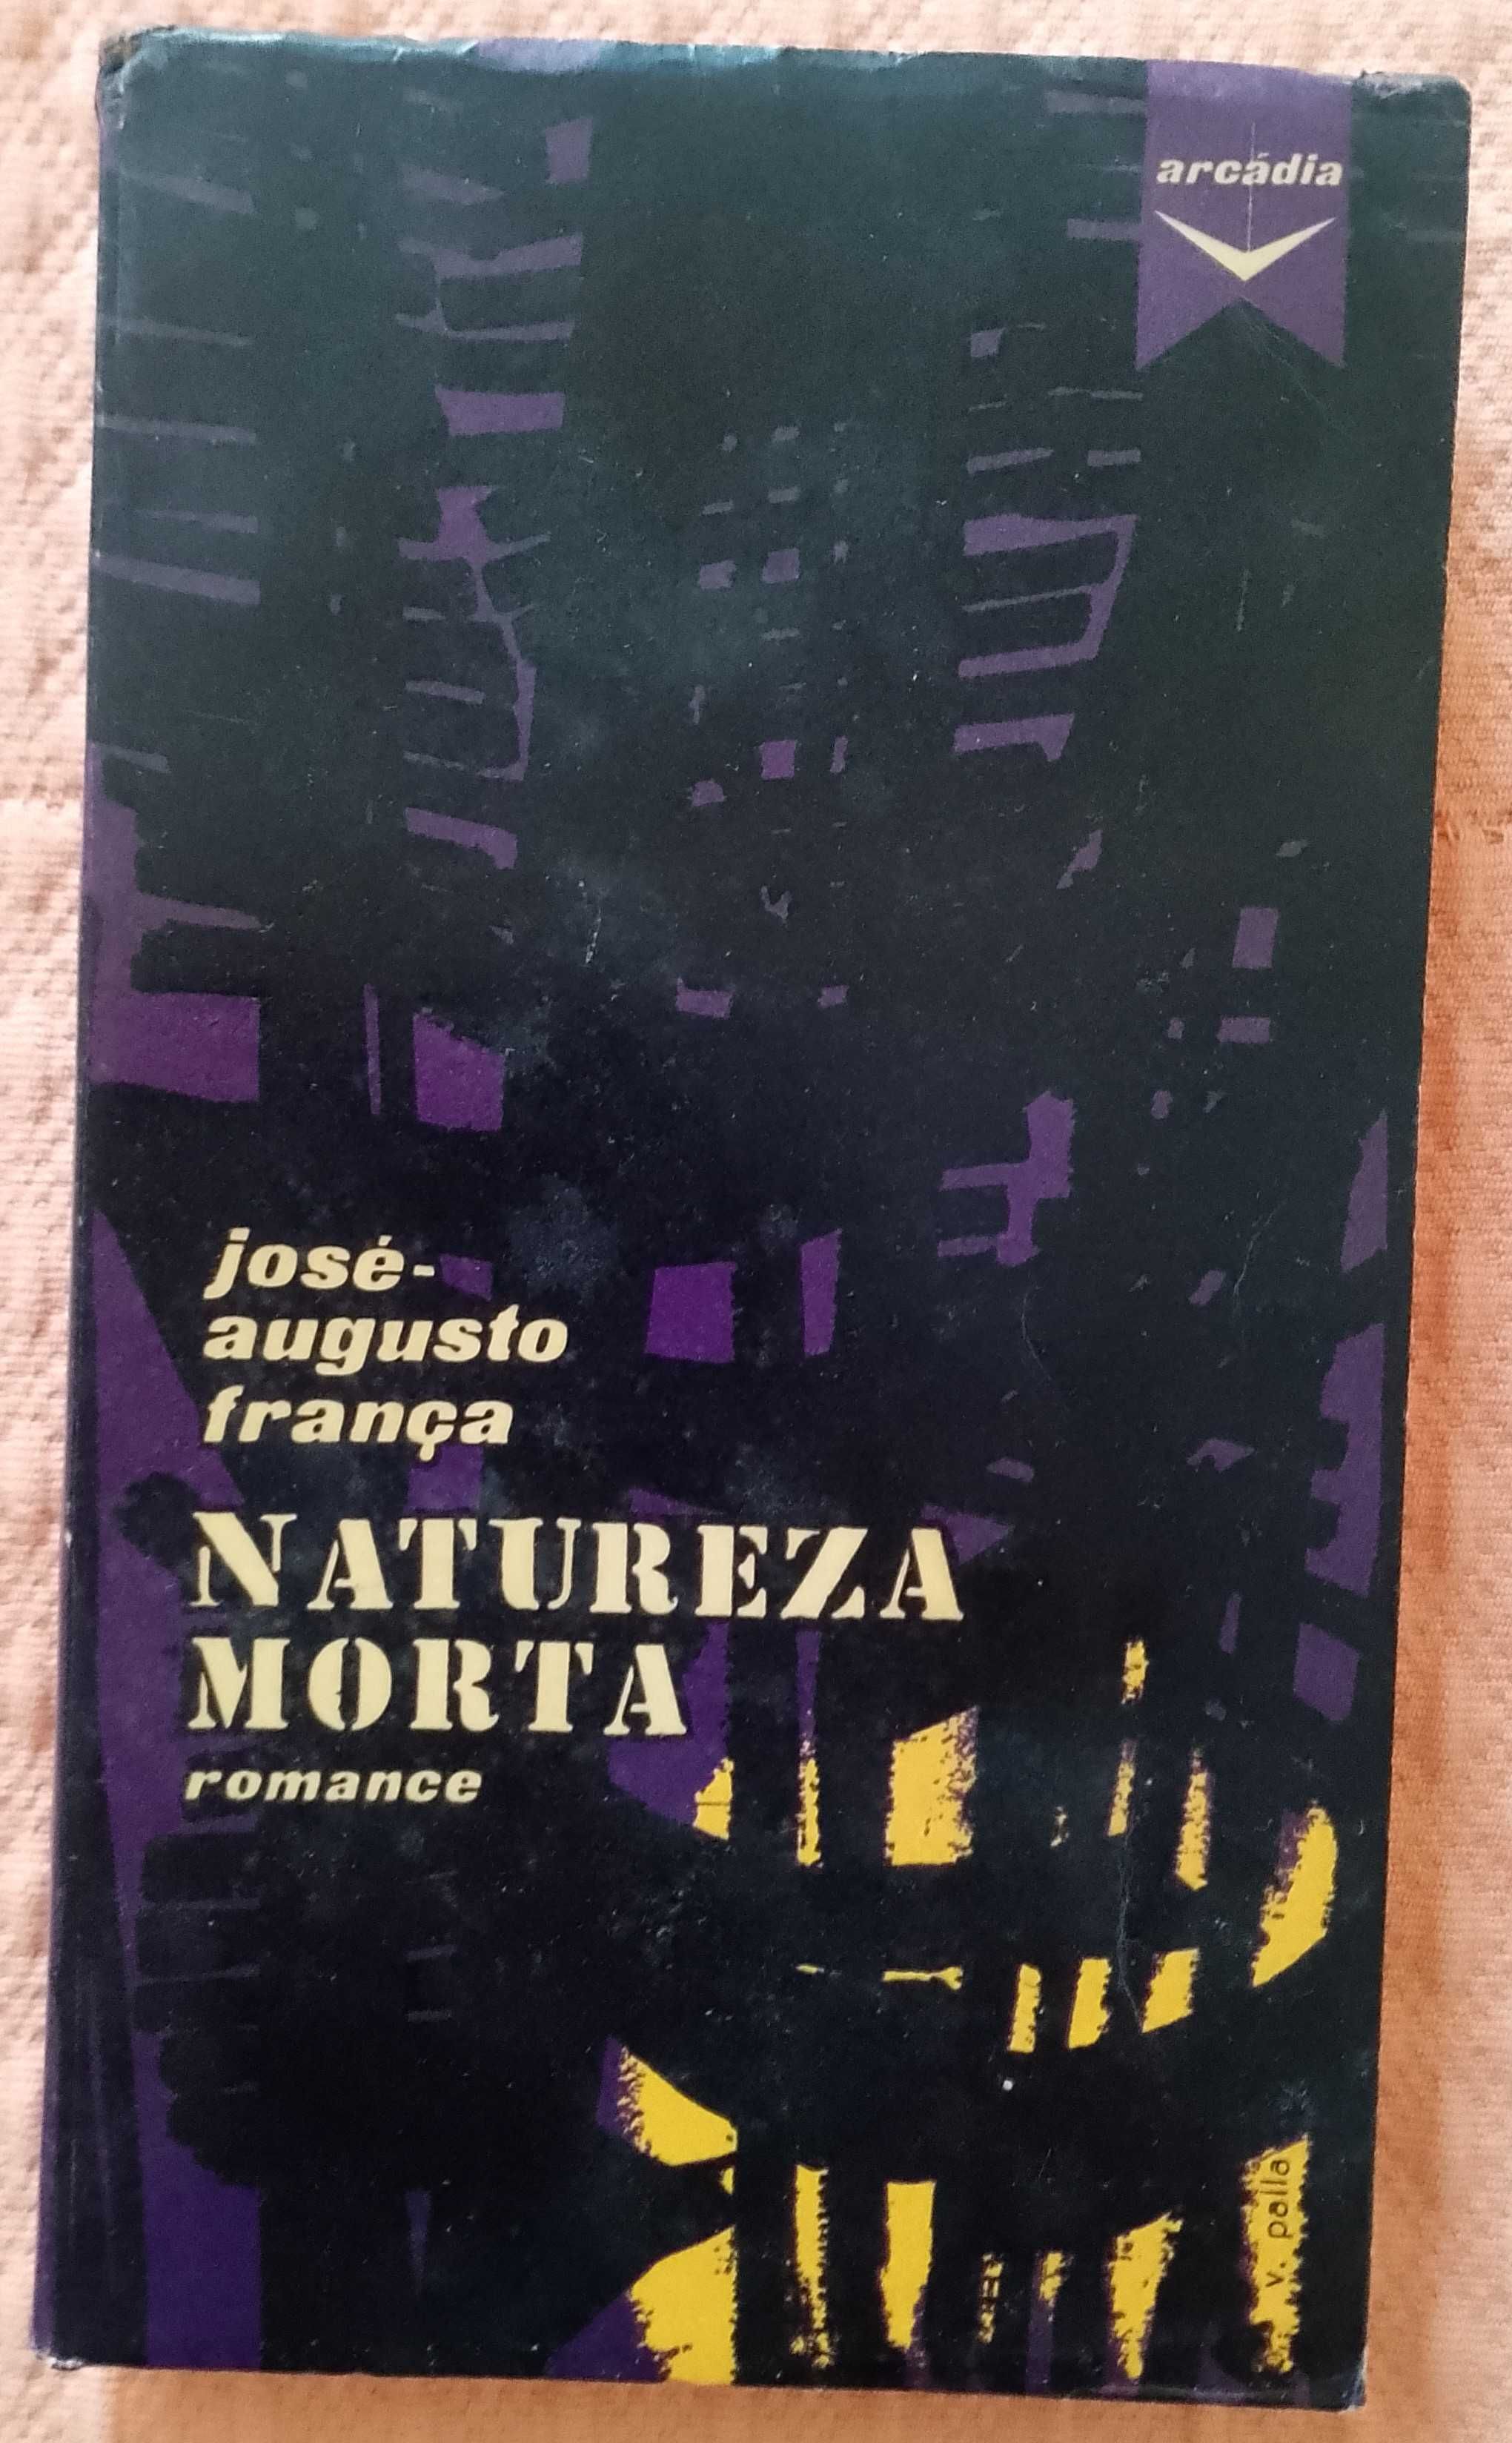 arcádia
josé-
augusto
frança
NATUREZA
MORTA
romance
v. palla